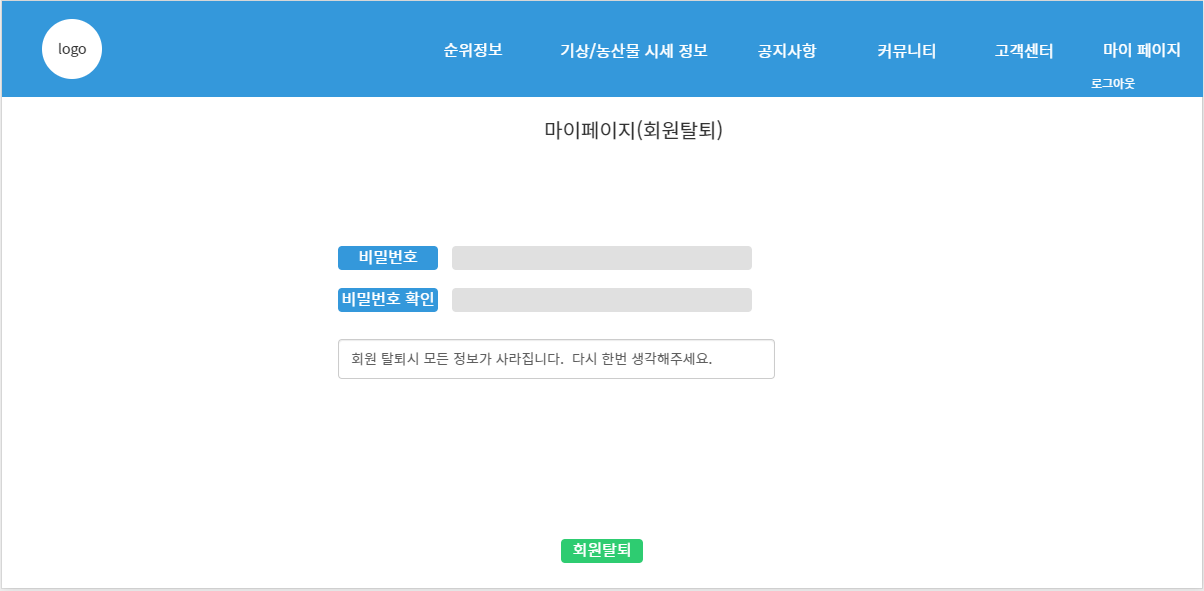 logo
순위정보 기상/농산물 시세 정보 공지사항 커뮤니티 고객센터 마이 페이지
로그아웃
마이페이지(회원탈퇴)
비밀번호
비밀번호 확인
회원 탈퇴시 모든 정보가 사라집니다. 다시 한번 생각해주세요.
회원탈퇴